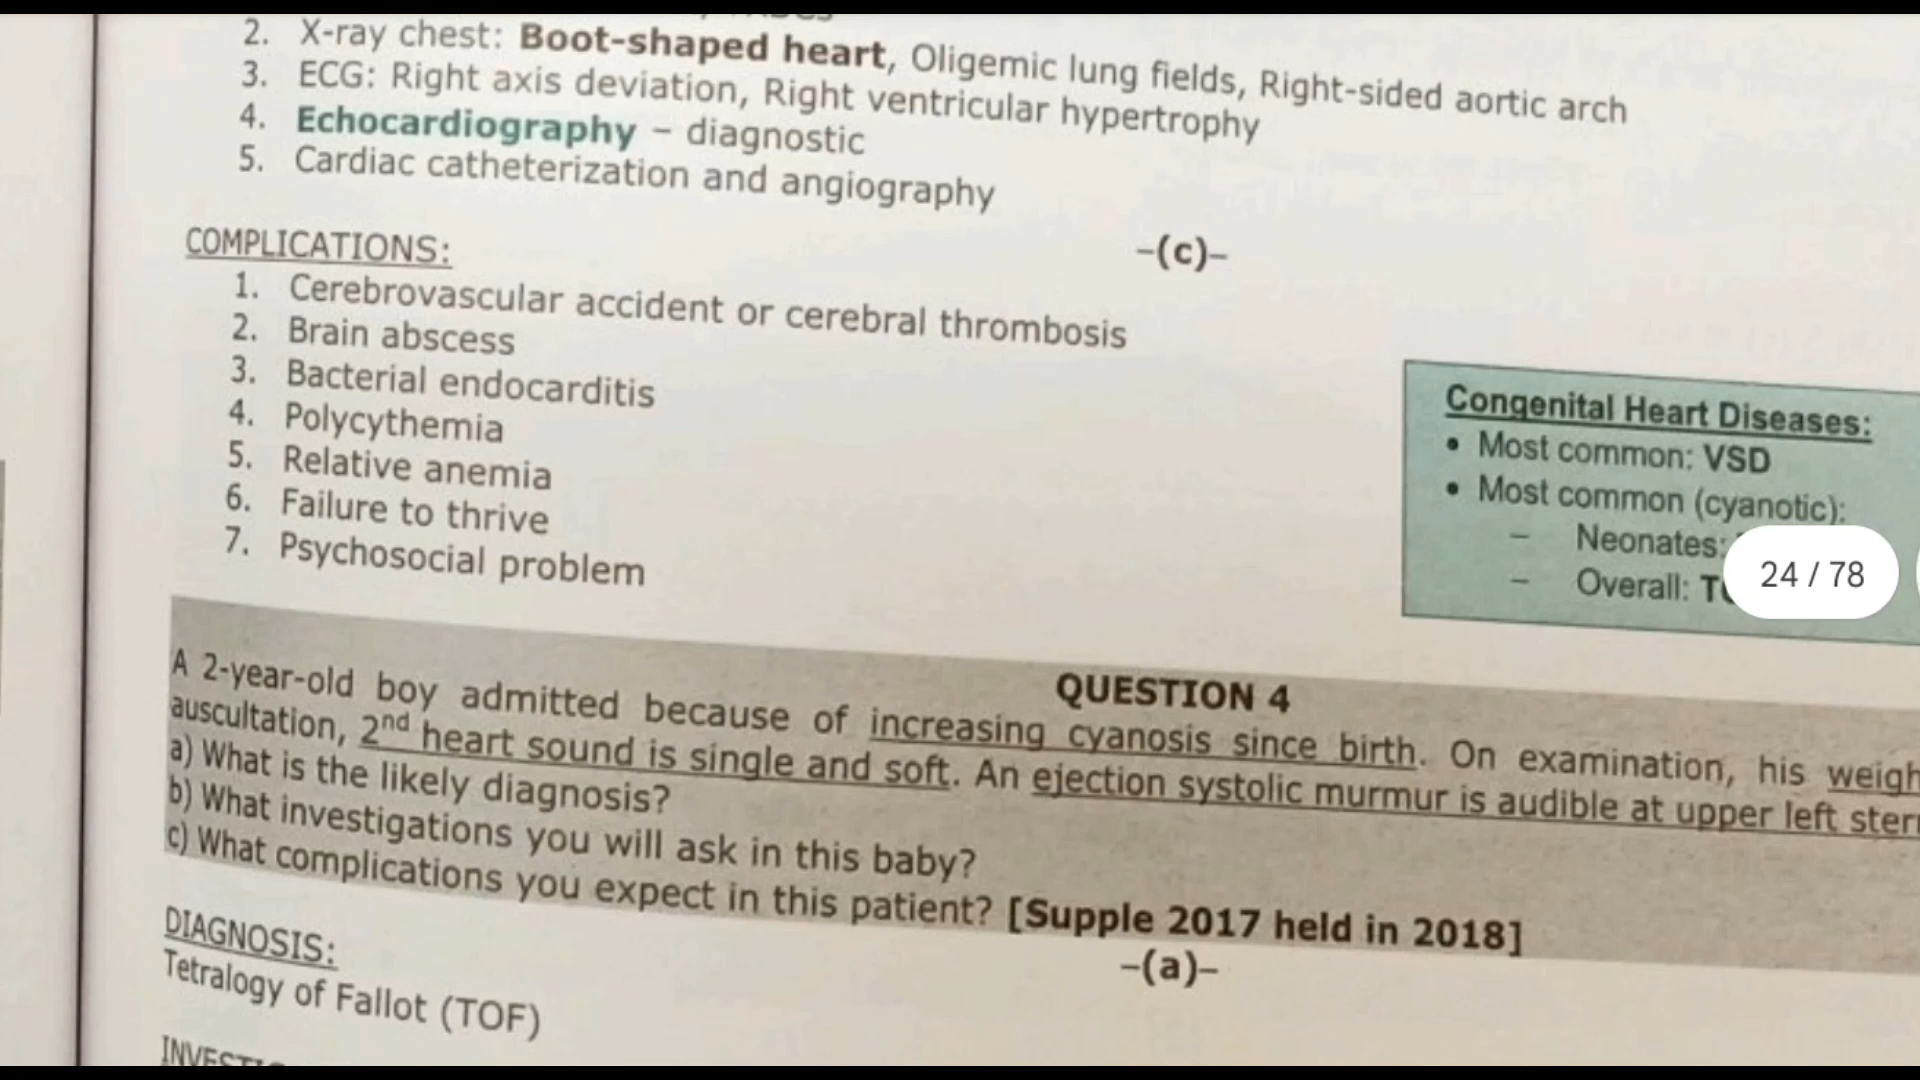 2. X-ray chest: Boot-shaped heart, Oligemic lung fields, Right-sided aortic arch
3. ECG: Right axis deviation, Right ventricular hypertrophy
4. Echocardiography – diagnostic
5. Cardiac catheterization and angiography
-(c)-
COMPLICATIONS:
1. Cerebrovascular accident or cerebral thrombosis
2. Brain abscess
3. Bacterial endocarditis
4. Polycythemia
5. Relative anemia
6. Failure to thrive
7. Psychosocial problem
Congenital Heart Diseases:
• Most common: VSD
• Most common (cyanotic):
– Neonates:
– Overall:
24 / 78
QUESTION 4
A 2-year-old boy admitted because of increasing cyanosis since birth. On examination, his
auscultation, 2nd heart sound is single and soft. An ejection systolic murmur is audible at upper left
a) What is the likely diagnosis?
b) What investigations you will ask in this baby?
c) What complications you expect in this patient? [Supple 2017 held in 2018]
-(a)-
DIAGNOSIS:
Tetralogy of Fallot (TOF)